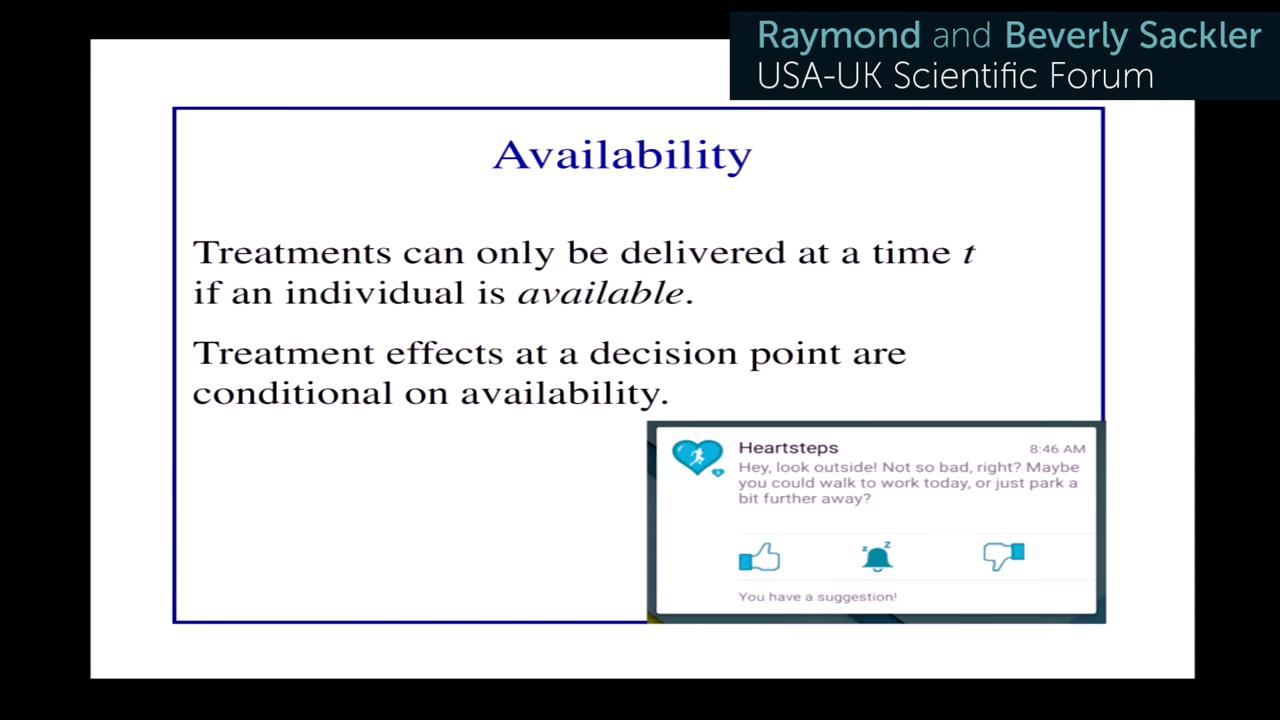 Raymond and Beverly Sackler
USA-UK Scientific Forum
Availability
Treatments can only be delivered at a time t
if an individual is available.
Treatment effects at a decision point are
conditional on availability.
Heartsteps 8:46 AM
Hey, look outside! Not so bad, right? Maybe
you could walk to work today, or just park a
bit further away?
z z
You have a suggestion!